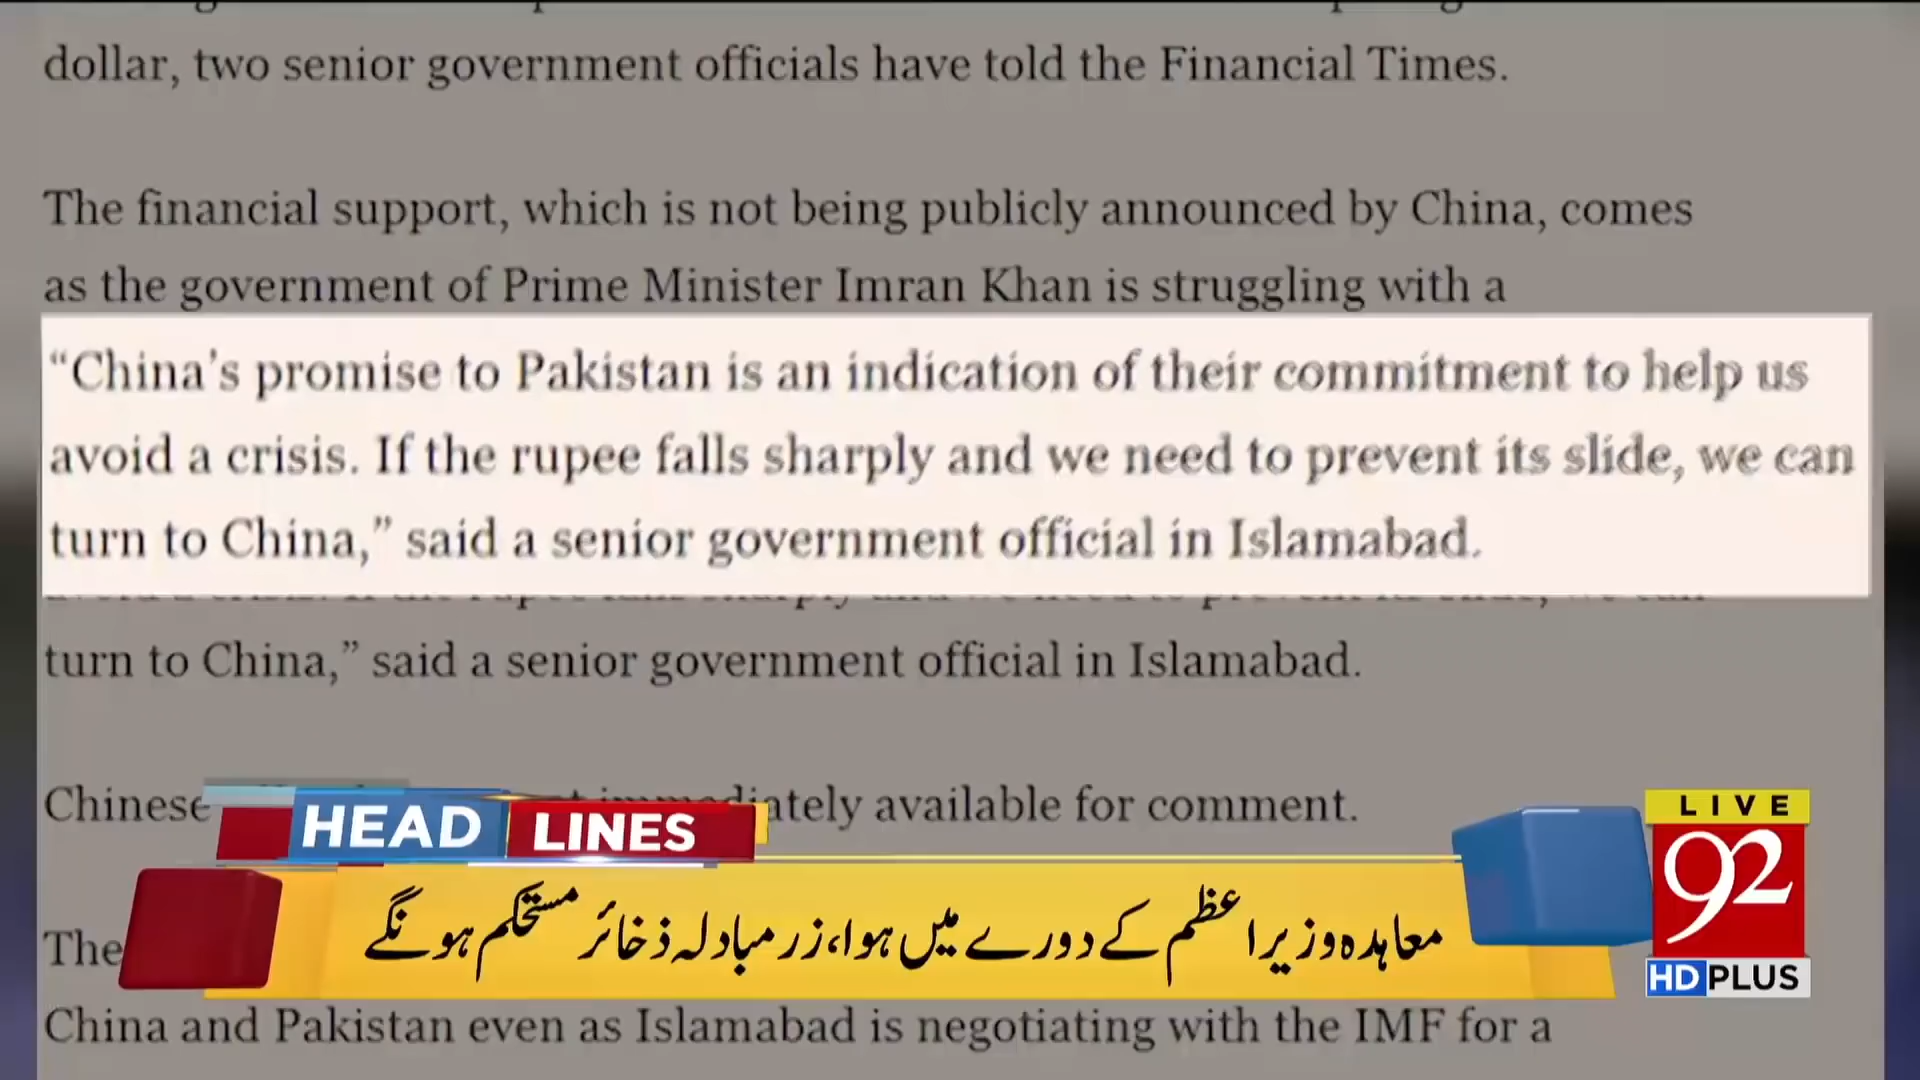 dollar, two senior government officials have told the Financial Times.
The financial support, which is not being publicly announced by China, comes
as the government of Prime Minister Imran Khan is struggling with a
“China's promise to Pakistan is an indication of their commitment to help us
avoid a crisis. If the rupee falls sharply and we need to prevent its slide, we can
turn to China,” said a senior government official in Islamabad.
turn to China,” said a senior government official in Islamabad.
Chinese immediately available for comment.
HEAD LINES
LIVE
92
HD PLUS
معاہدہ وزیراعظم کے دورے میں ہوا، زرمبادلہ ذخائر مستحکم ہونگے
The
China and Pakistan even as Islamabad is negotiating with the IMF for a